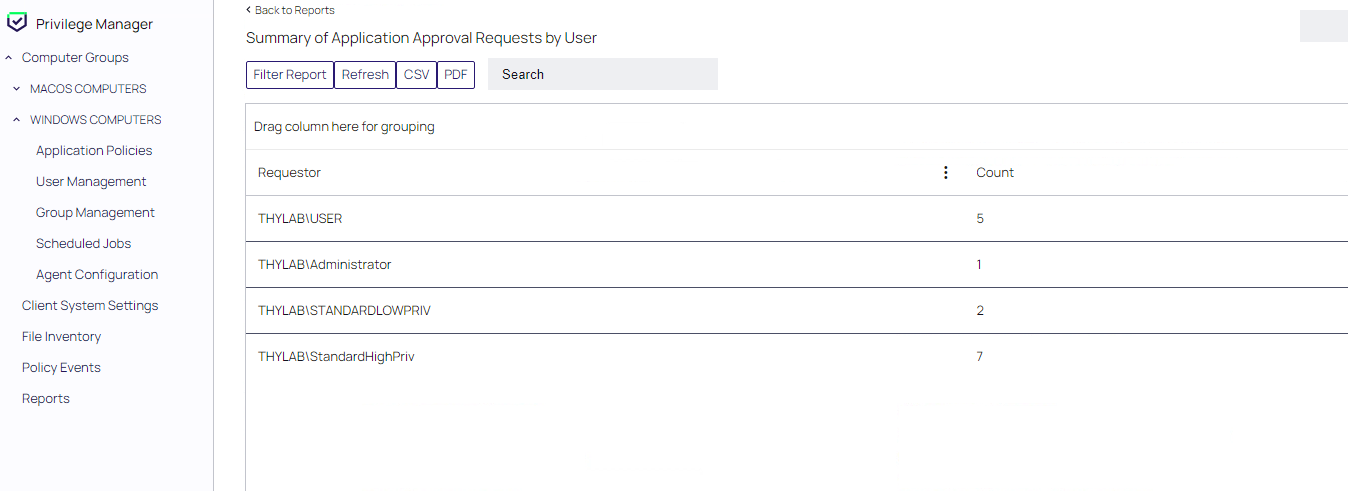 Privilege Manager
Computer Groups
MACOS COMPUTERS
WINDOWS COMPUTERS
Application Policies
User Management
Group Management
Scheduled Jobs
Agent Configuration
Client System Settings
File Inventory
Policy Events
Reports
Back to Reports
Summary of Application Approval Requests by User
Filter Report Refresh CSV PDF Search
Drag column here for grouping
Requestor Count
THYLAB\USER 5
THYLAB\Administrator 1
THYLAB\STANDARDLOWPRIV 2
THYLAB\StandardHighPriv 7